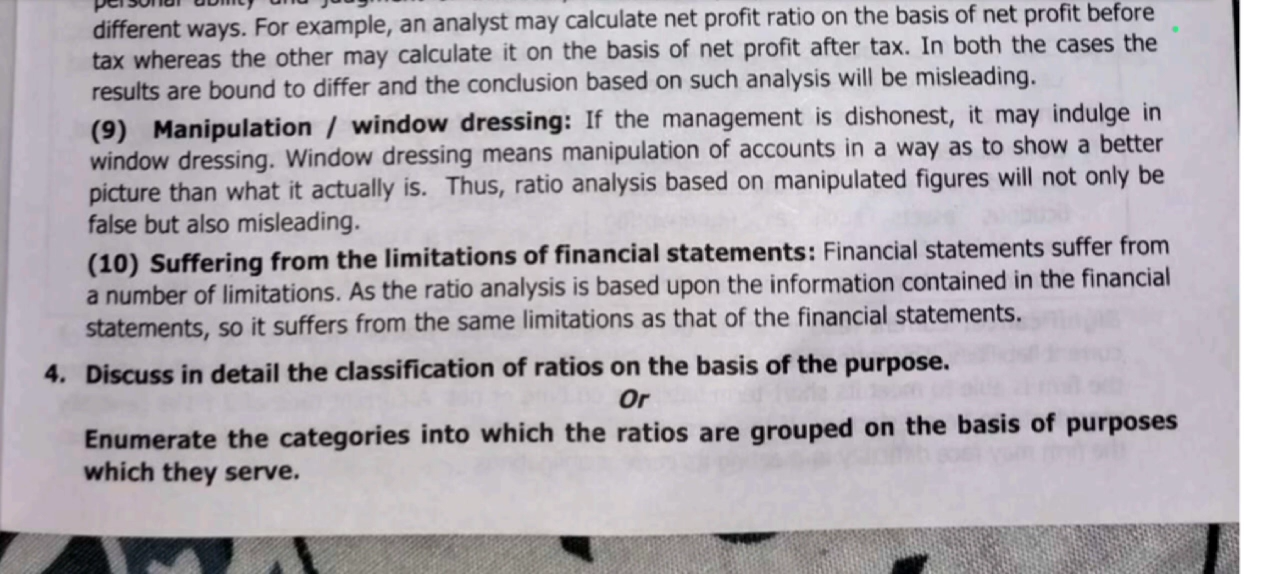 different ways. For example, an analyst may calculate net profit ratio on the basis of net profit before
tax whereas the other may calculate it on the basis of net profit after tax. In both the cases the
results are bound to differ and the conclusion based on such analysis will be misleading.
(9) Manipulation / window dressing: If the management is dishonest, it may indulge in
window dressing. Window dressing means manipulation of accounts in a way as to show a better
picture than what it actually is. Thus, ratio analysis based on manipulated figures will not only be
false but also misleading.
(10) Suffering from the limitations of financial statements: Financial statements suffer from
a number of limitations. As the ratio analysis is based upon the information contained in the financial
statements, so it suffers from the same limitations as that of the financial statements.
4. Discuss in detail the classification of ratios on the basis of the purpose.
Or
Enumerate the categories into which the ratios are grouped on the basis of purposes
which they serve.